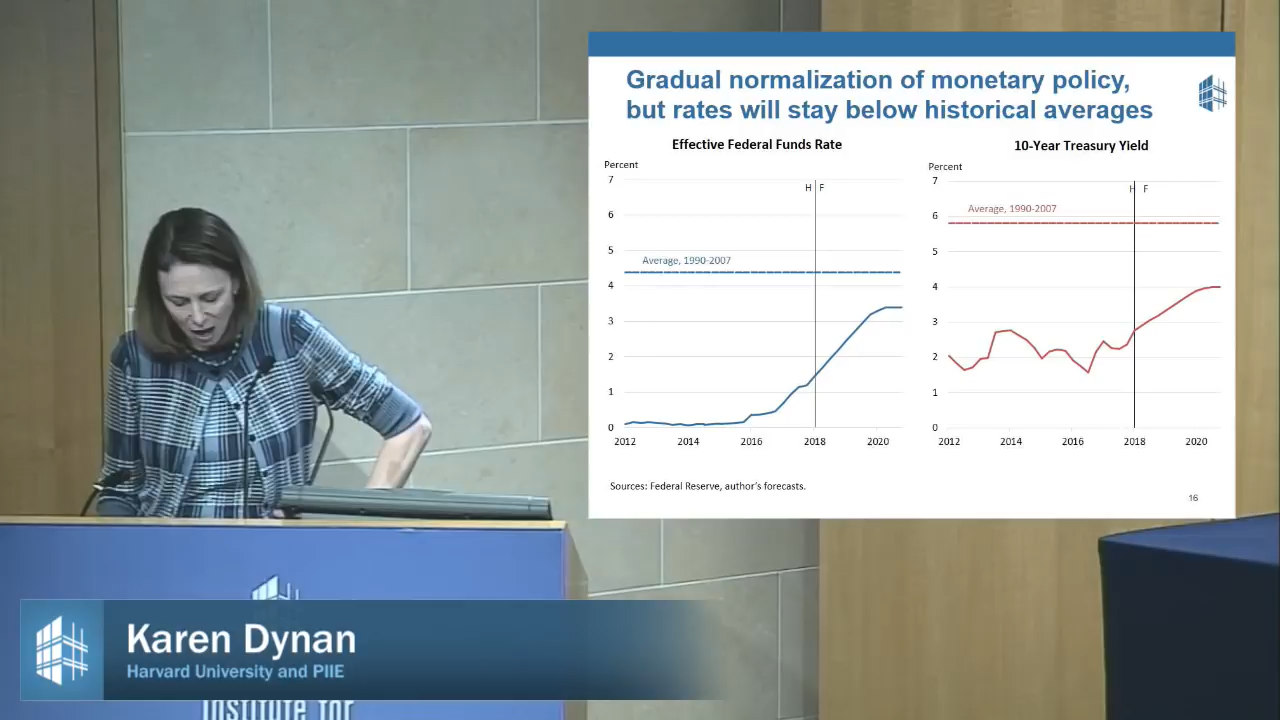 Gradual normalization of monetary policy,
but rates will stay below historical averages
Effective Federal Funds Rate
Percent
7
6
5
4
3
2
1
0
H F
Average, 1990-2007
2012 2014 2016 2018 2020
10-Year Treasury Yield
Percent
7
6
5
4
3
2
1
0
H F
Average, 1990-2007
2012 2014 2016 2018 2020
Sources: Federal Reserve, author's forecasts.
16
Karen Dynan
Harvard University and PIIE
Institute for